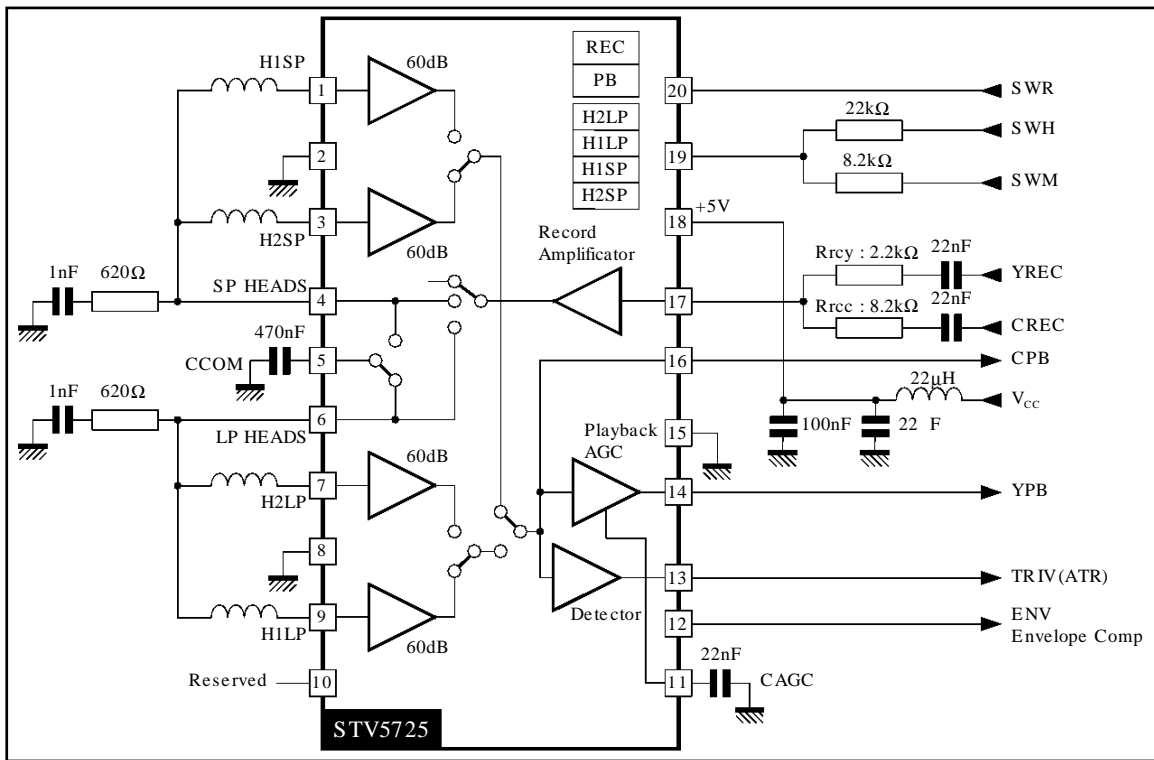 H1SP
60dB
1
2
3
H2SP
60dB
1nF
620Ω
SP HEADS
4
470nF
CCOM
5
1nF
620Ω
6
LP HEADS
60dB
7
H2LP
8
9
H1LP
60dB
Reserved
10
STV5725
REC
PB
H2LP
H1LP
H1SP
H2SP
Record
Amplificator
Playback
AGC
Detector
20
SWR
22kΩ
SWH
19
8.2kΩ
SWM
18
+5V
Rrcy : 2.2kΩ
22nF
YREC
17
Rrcc : 8.2kΩ
22nF
CREC
16
CPB
22µH
VCC
100nF
22 F
15
14
YPB
13
TRIV(ATR)
12
ENV
Envelope Comp
22nF
11
CAGC